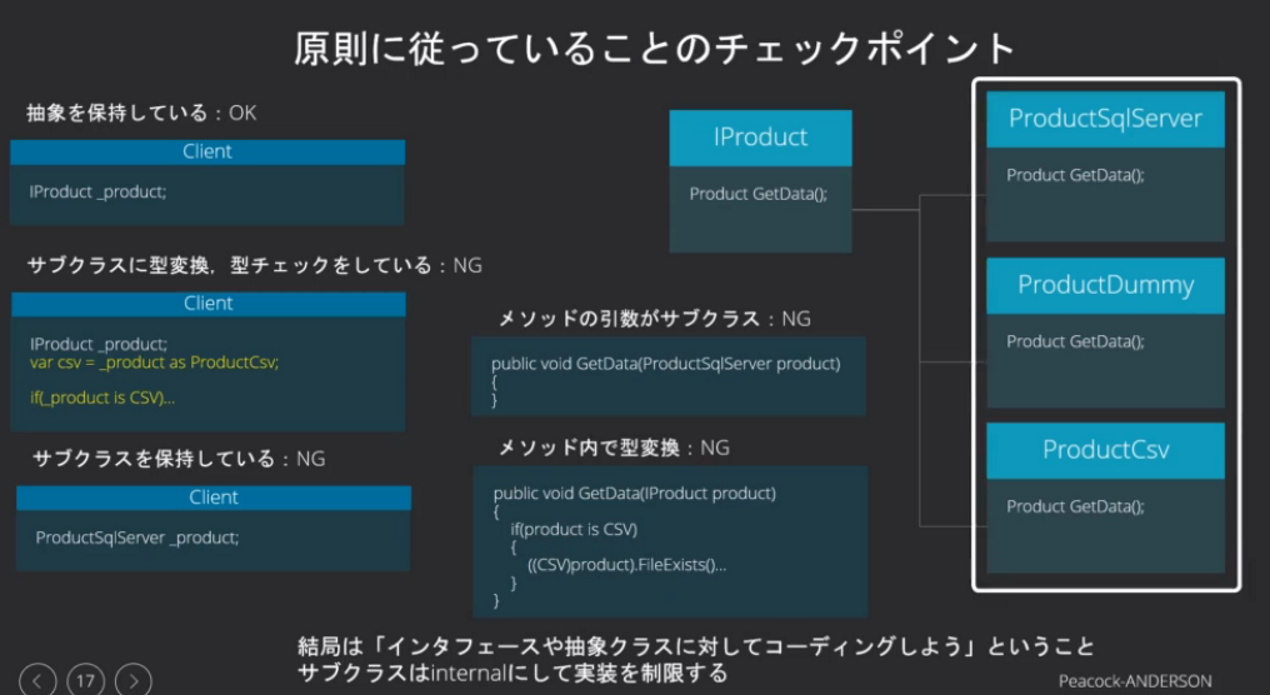 原則に従っていることのチェックポイント
抽象を保持している：OK
Client
IProduct _product;
サブクラスに型変換，型チェックをしている：NG
Client
IProduct _product;
var csv = _product as ProductCsv;
if(_product is CSV)...
サブクラスを保持している：NG
Client
ProductSqlServer _product;
メソッドの引数がサブクラス：NG
public void GetData(ProductSqlServer product)
{
}
メソッド内で型変換：NG
public void GetData(IProduct product)
{
if(product is CSV)
{
((CSV)product).FileExists()...
}
}
IProduct
Product GetData();
ProductSqlServer
Product GetData();
ProductDummy
Product GetData();
ProductCsv
Product GetData();
結局は「インタフェースや抽象クラスに対してコーディングしよう」ということ
サブクラスはinternalにして実装を制限する
17
Peacock-ANDERSON